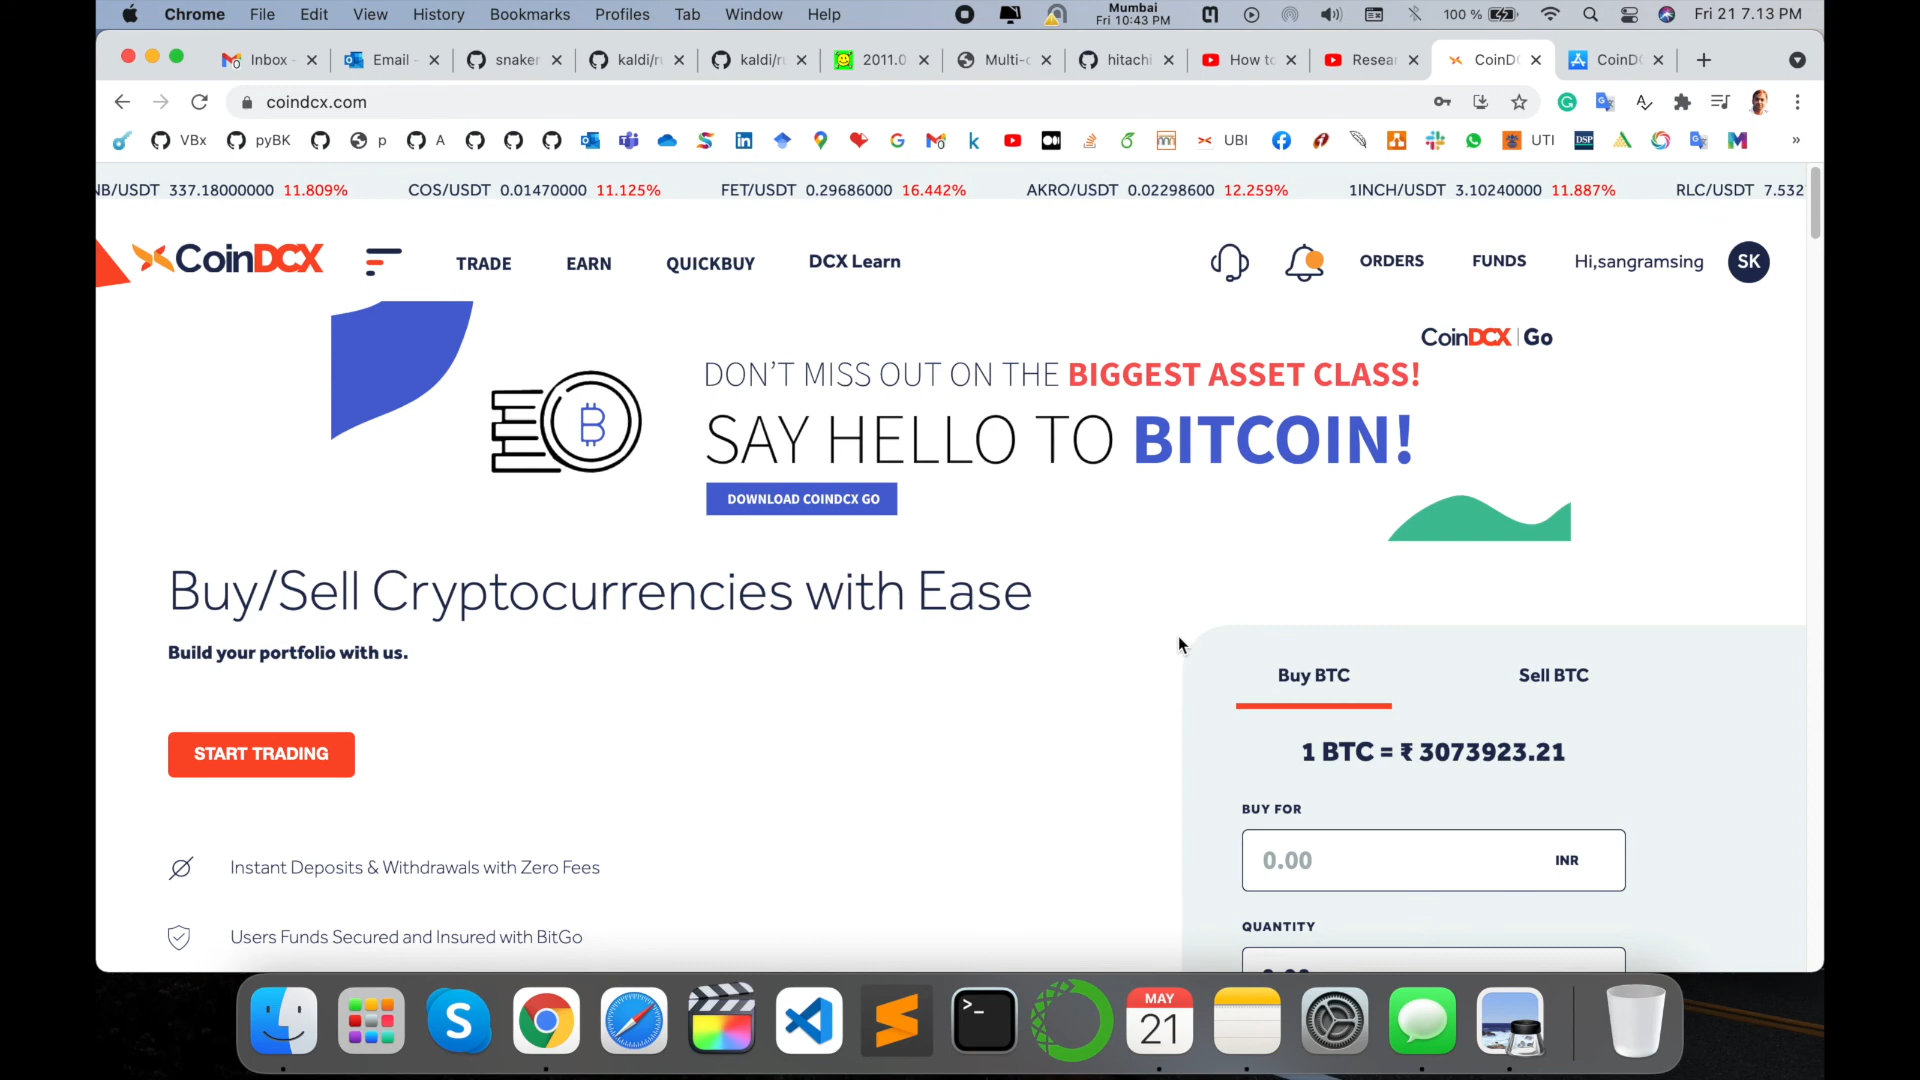 Chrome File Edit View History Bookmarks Profiles Tab Window Help
Mumbai
Fri 10:43 PM
100 %
Fri 21 7.13 PM
Inbox -
Email -
snaker
kaldi/ru
kaldi/ru
2011.0
Multi-c
hitachi
How to
Resear
CoinDC
CoinDC
coindcx.com
VBx
pyBK
p
A
UBI
UTI
DSP
NB/USDT 337.18000000 11.809%
COS/USDT 0.01470000 11.125%
FET/USDT 0.29686000 16.442%
AKRO/USDT 0.02298600 12.259%
1INCH/USDT 3.10240000 11.887%
RLC/USDT 7.532
CoinDCX
TRADE
EARN
QUICKBUY
DCX Learn
ORDERS
FUNDS
Hi,sangramsing
SK
CoinDCX | Go
DON'T MISS OUT ON THE BIGGEST ASSET CLASS!
SAY HELLO TO BITCOIN!
DOWNLOAD COINDCX GO
Buy/Sell Cryptocurrencies with Ease
Build your portfolio with us.
START TRADING
Instant Deposits & Withdrawals with Zero Fees
Users Funds Secured and Insured with BitGo
Buy BTC
Sell BTC
1 BTC = ₹ 3073923.21
BUY FOR
0.00
INR
QUANTITY
MAY
21